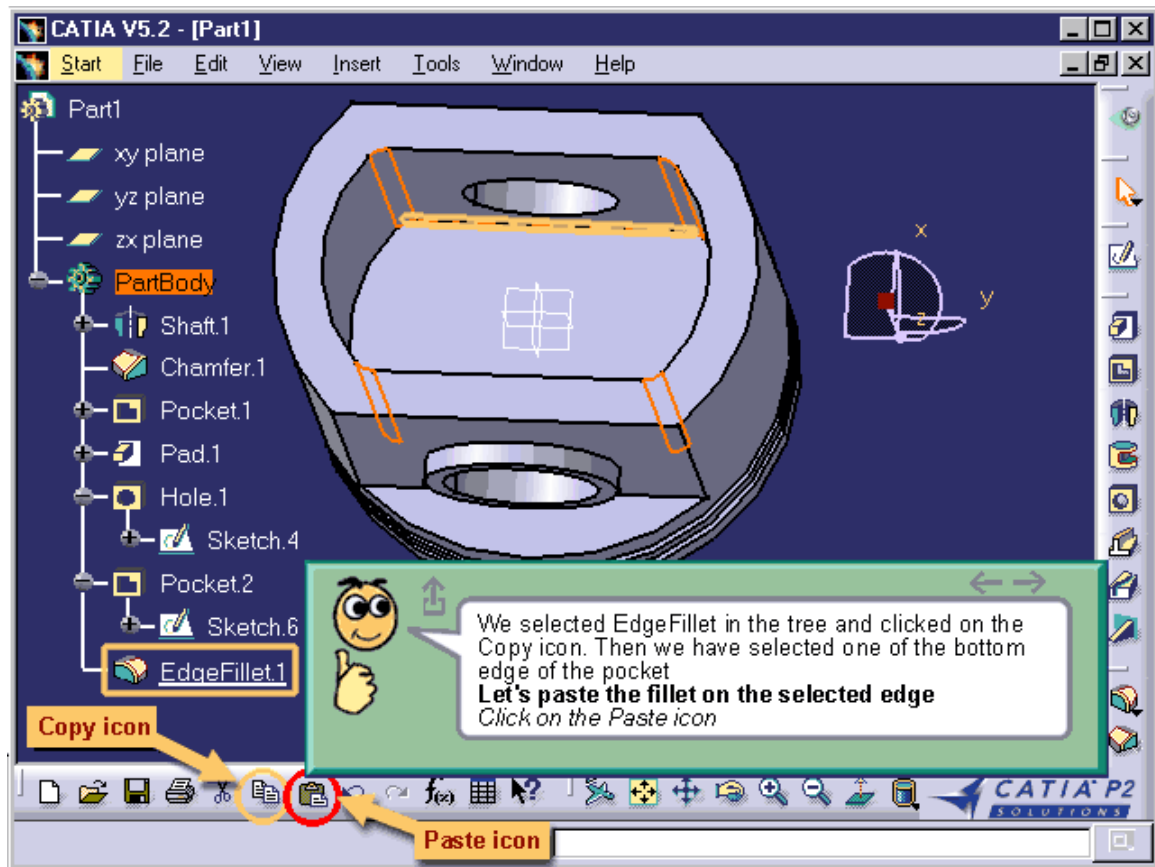 CATIA V5.2 - [Part1]
Start File Edit View Insert Tools Window Help
Part1
xy plane
yz plane
zx plane
PartBody
Shaft.1
Chamfer.1
Pocket.1
Pad.1
Hole.1
Sketch.4
Pocket.2
Sketch.6
EdgeFillet.1
x
y
z
We selected EdgeFillet in the tree and clicked on the
Copy icon. Then we have selected one of the bottom
edge of the pocket
Let's paste the fillet on the selected edge
Click on the Paste icon
Copy icon
f(x)
?
CATIA P2
SOLUTIONS
Paste icon